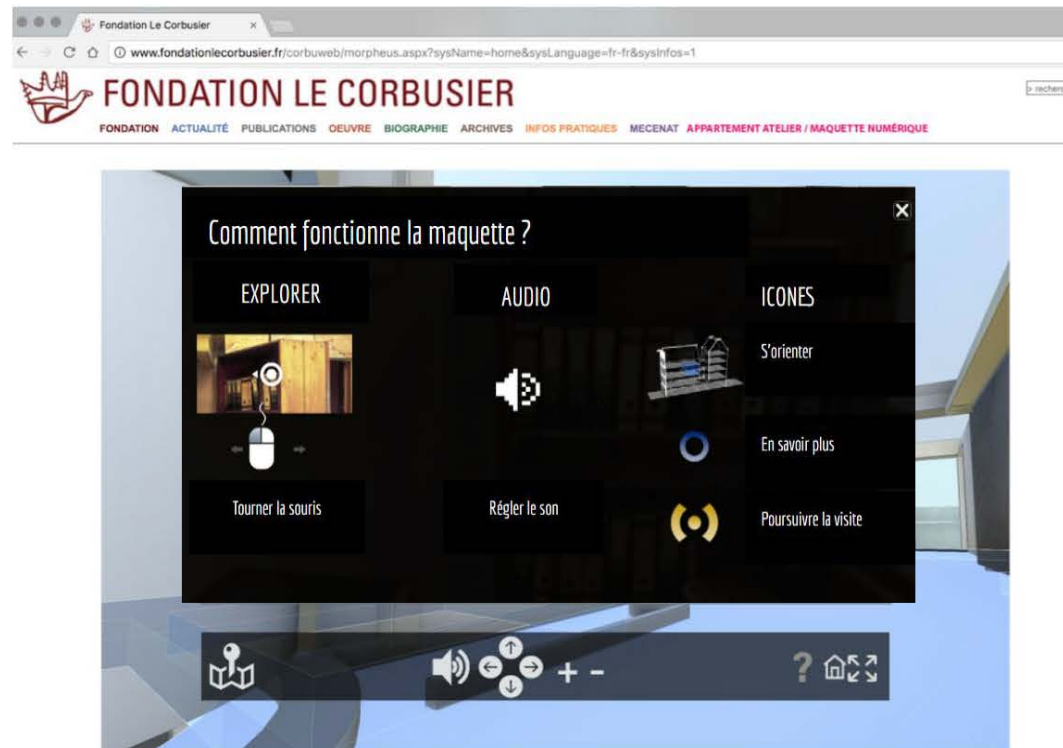 Fondation Le Corbusier
www.fondationlecorbusier.fr/corbuweb/morpheus.aspx?sysName=home&sysLanguage=fr-fr&sysInfos=1
FONDATION LE CORBUSIER
> recherc
FONDATION ACTUALITÉ PUBLICATIONS OEUVRE BIOGRAPHIE ARCHIVES INFOS PRATIQUES MECENAT APPARTEMENT ATELIER / MAQUETTE NUMÉRIQUE
Comment fonctionne la maquette ?
EXPLORER
AUDIO
ICONES
S'orienter
En savoir plus
Tourner la souris
Régler le son
Poursuivre la visite